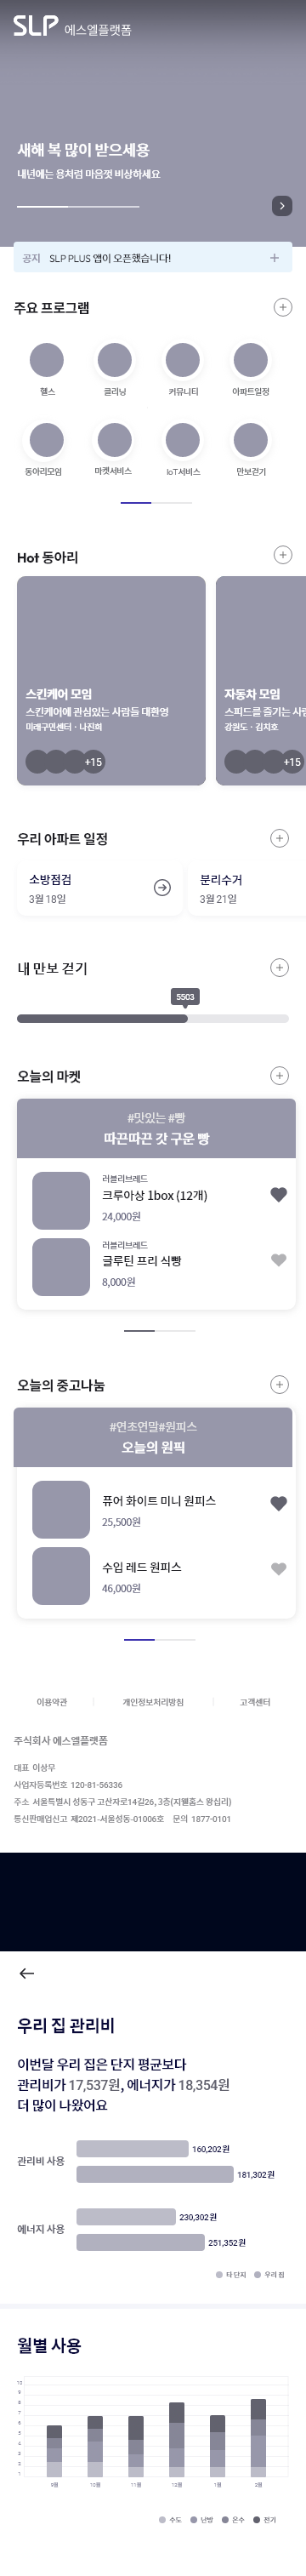 SLP 에스엘플랫폼
새해 복 많이 받으세요
내년에는 용처럼 마음껏 비상하세요
공지 SLP PLUS 앱이 오픈했습니다!
주요 프로그램
헬스 클리닝 커뮤니티 아파트일정
동아리모임 마켓서비스 IoT서비스 만보걷기
Hot 동아리
스킨케어 모임
스킨케어에 관심있는 사람들 대환영
미래구민센터 · 나진희
+15
자동차 모임
스피드를 즐기는 사람
강원도 · 김치호
+15
우리 아파트 일정
소방점검
3월 18일
분리수거
3월 21일
내 만보 걷기
5503
오늘의 마켓
#맛있는 #빵
따끈따끈 갓 구운 빵
러블리브레드
크루아상 1box (12개)
24,000원
러블리브레드
글루틴 프리 식빵
8,000원
오늘의 중고나눔
#연초연말#원피스
오늘의 원픽
퓨어 화이트 미니 원피스
25,500원
수입 레드 원피스
46,000원
이용약관 개인정보처리방침 고객센터
주식회사 에스엘플랫폼
대표 이상무
사업자등록번호 120-81-56336
주소 서울특별시 성동구 고산자로14길26, 3층(지웰홈스 왕십리)
통신판매업신고 제2021-서울성동-01006호 문의 1877-0101
우리 집 관리비
이번달 우리 집은 단지 평균보다
관리비가 17,537원, 에너지가 18,354원
더 많이 나왔어요
관리비 사용
160,202원
181,302원
에너지 사용
230,302원
251,352원
타 단지 우리 집
월별 사용
10
9
8
7
6
5
4
3
2
1
9월 10월 11월 12월 1월 2월
수도 난방 온수 전기